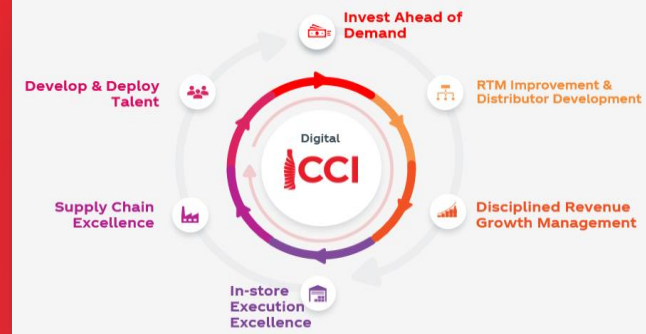 Invest Ahead of
Demand
RTM Improvement &
Distributor Development
Disciplined Revenue
Growth Management
In-store
Execution
Excellence
Supply Chain
Excellence
Develop & Deploy
Talent
Digital
CCI